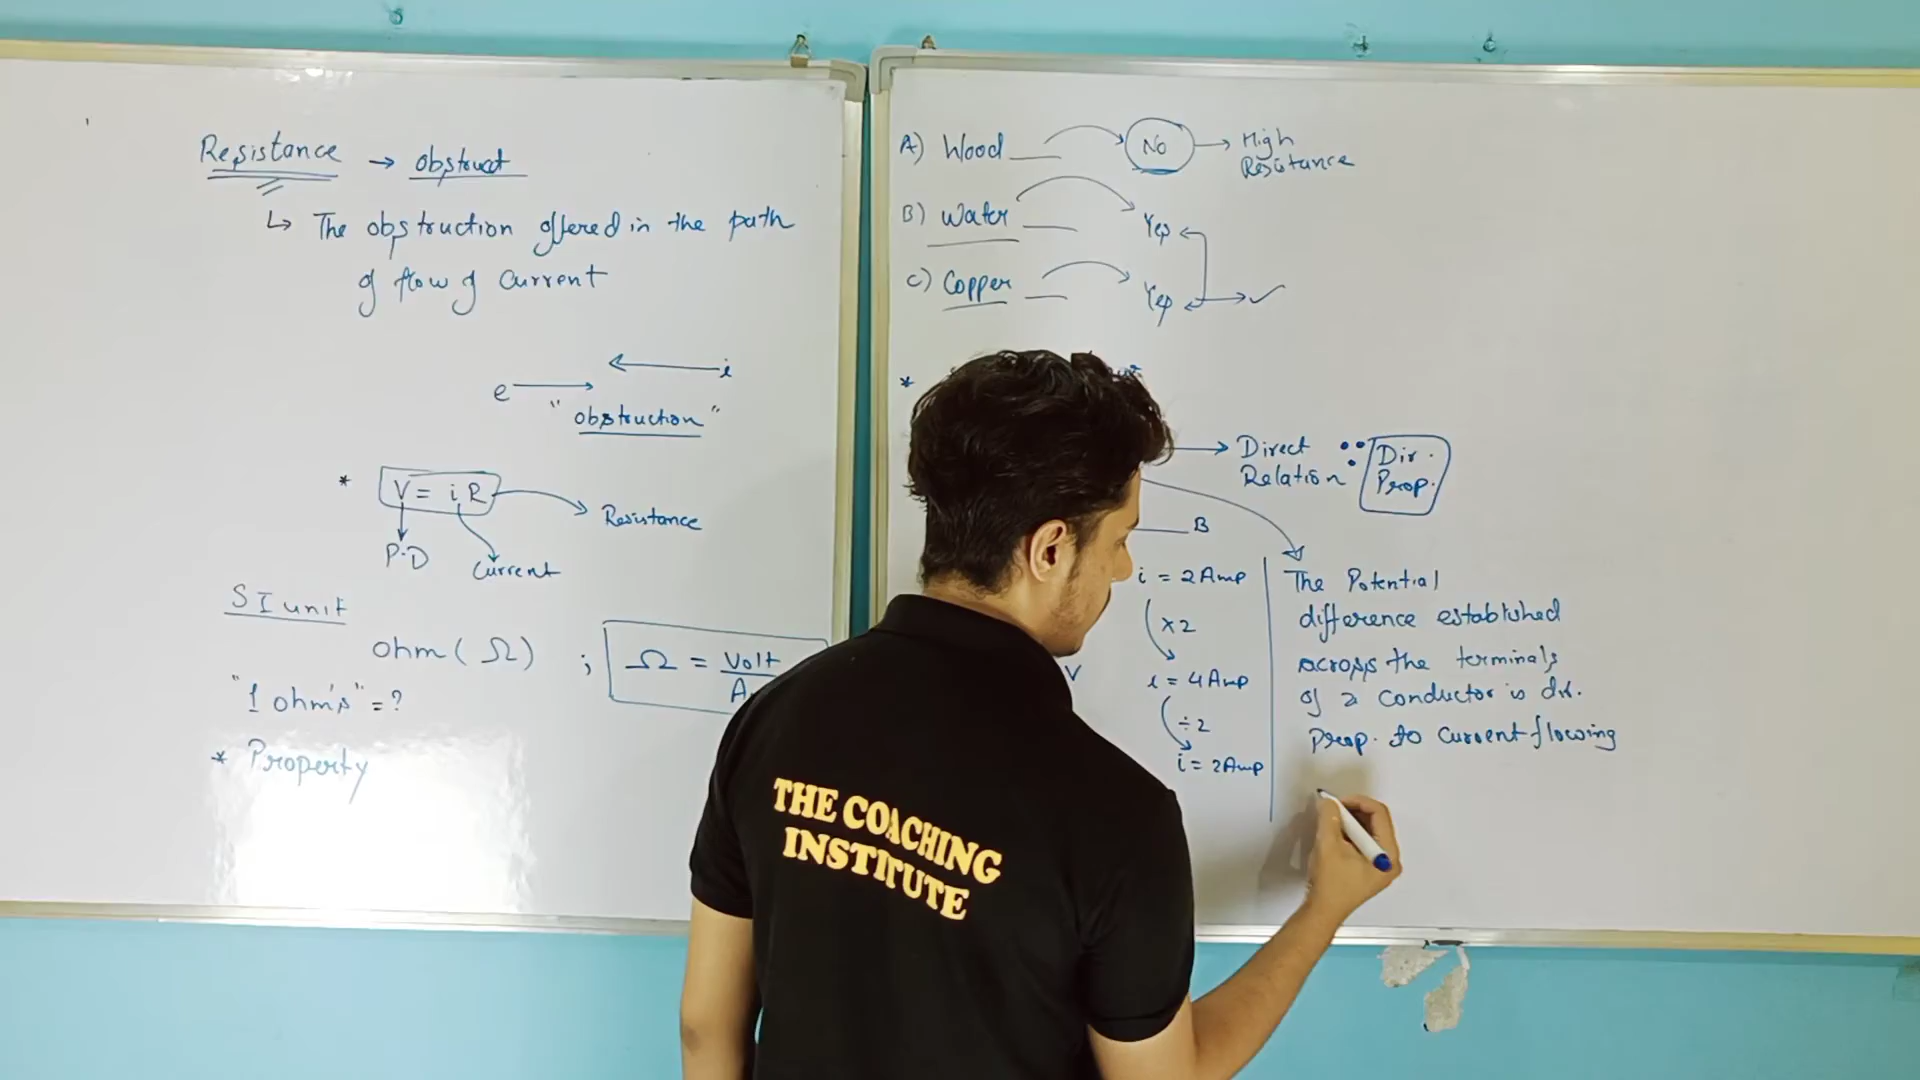 Resistance → obstruct
↳ The obstruction offered in the path
of flow of current
← i
e →
"obstruction"
* V = i R → Resistance
P.D
Current
SI unit
ohm (Ω) ; Ω = Volt
"1 ohm's" = ?
* Property
A) Wood → No → High
Resistance
B) Water Yep
C) Copper Yep → ✓
*
→ Direct
Relation ∴ Dir.
Prop.
B
i = 2 Amp
×2
V i = 4 Amp
÷2
i = 2 Amp
The Potential
difference established
across the terminals
of a conductor is dir.
prop. to current flowing
THE COACHING
INSTITUTE